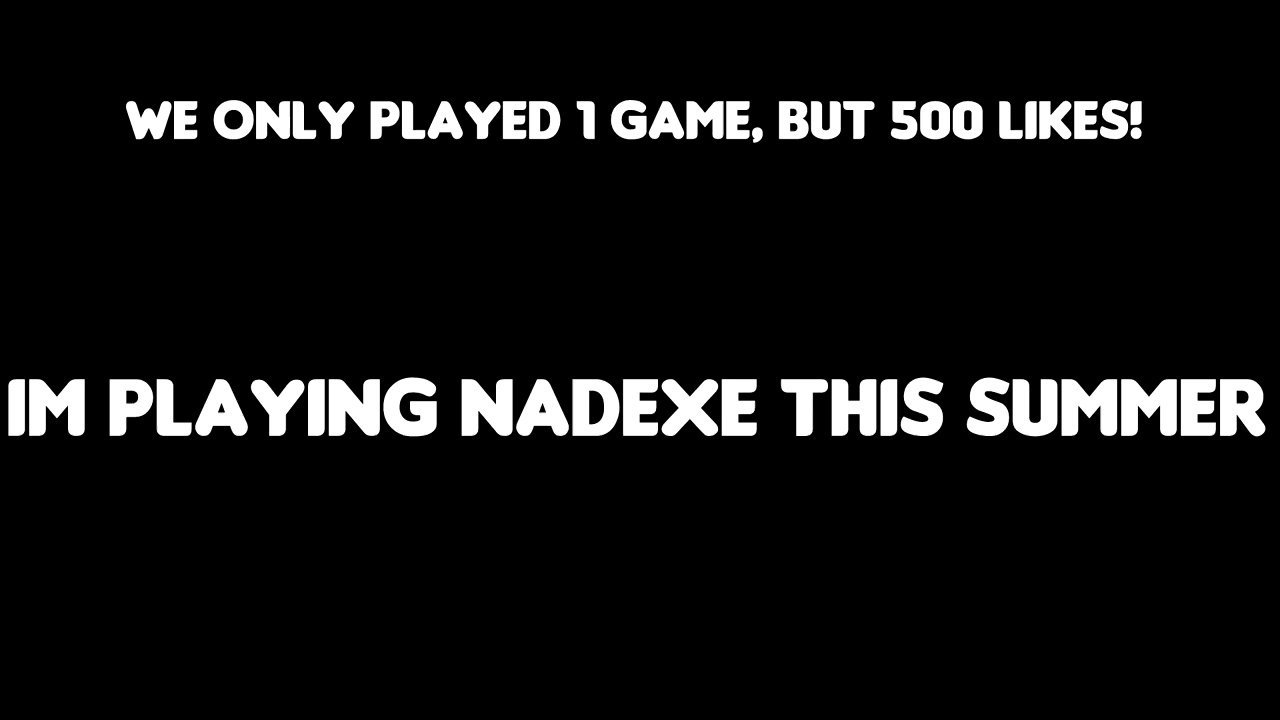 WE ONLY PLAYED 1 GAME, BUT 500 LIKES!
IM PLAYING NADEXE THIS SUMMER